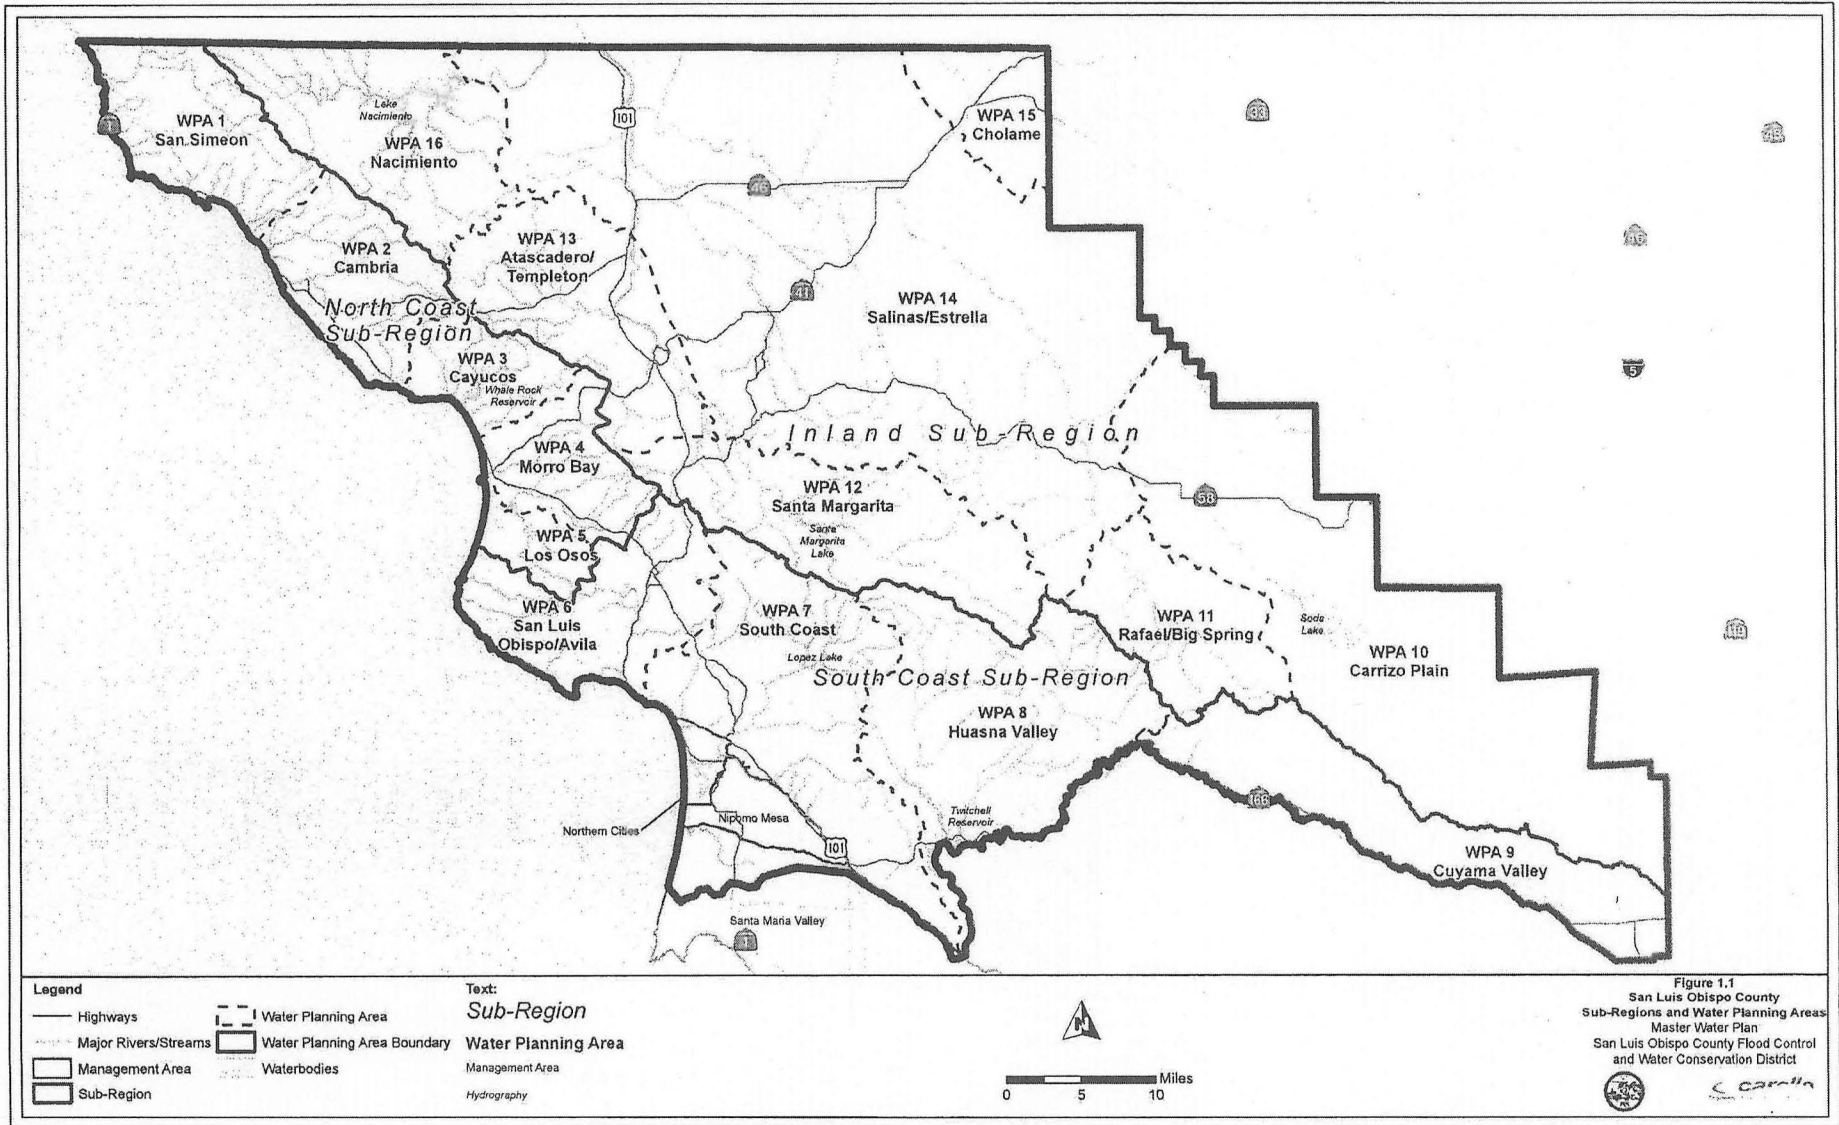 WPA 1
San Simeon
1
Lake
Nacimiento
WPA 16
Nacimiento
101
WPA 15
Cholame
33
46
WPA 2
Cambria
WPA 13
Atascadero/
Templeton
41
WPA 14
Salinas/Estrella
North Coast
Sub-Region
WPA 3
Cayucos
Whale Rock
Reservoir
5
Inland Sub-Region
WPA 4
Morro Bay
WPA 12
Santa Margarita
58
Santa
Margarita
Lake
WPA 5
Los Osos
WPA 6
San Luis
Obispo/Avila
WPA 7
South Coast
Lopez Lake
WPA 11
Rafael/Big Spring
Soda
Lake
WPA 10
Carrizo Plain
South Coast Sub-Region
WPA 8
Huasna Valley
166
Twitchell
Reservoir
Northern Cities
Nipomo Mesa
101
WPA 9
Cuyama Valley
Santa Maria Valley
1
Legend
Highways
Major Rivers/Streams
Management Area
Sub-Region
Water Planning Area
Water Planning Area Boundary
Waterbodies
Text:
Sub-Region
Water Planning Area
Management Area
Hydrography
N
0 5 10 Miles
Figure 1.1
San Luis Obispo County
Sub-Regions and Water Planning Areas
Master Water Plan
San Luis Obispo County Flood Control
and Water Conservation District